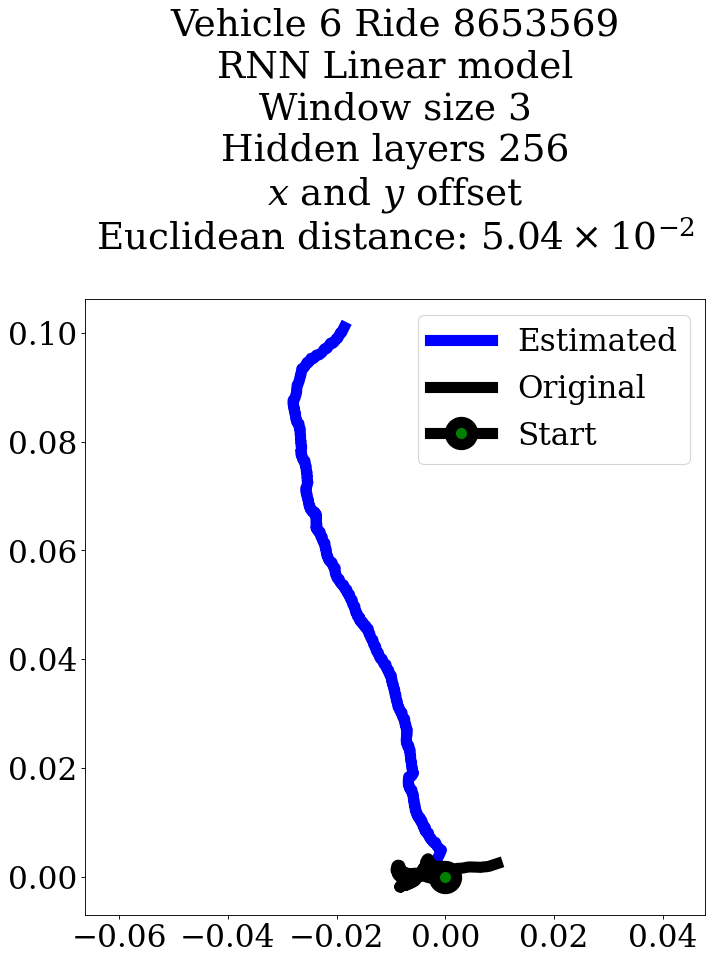 Vehicle 6 Ride 8653569
RNN Linear model
Window size 3
Hidden layers 256
x and y offset
Euclidean distance: 5.04 × 10⁻²
Estimated
Original
Start
0.10
0.08
0.06
0.04
0.02
0.00
−0.06 −0.04 −0.02 0.00 0.02 0.04